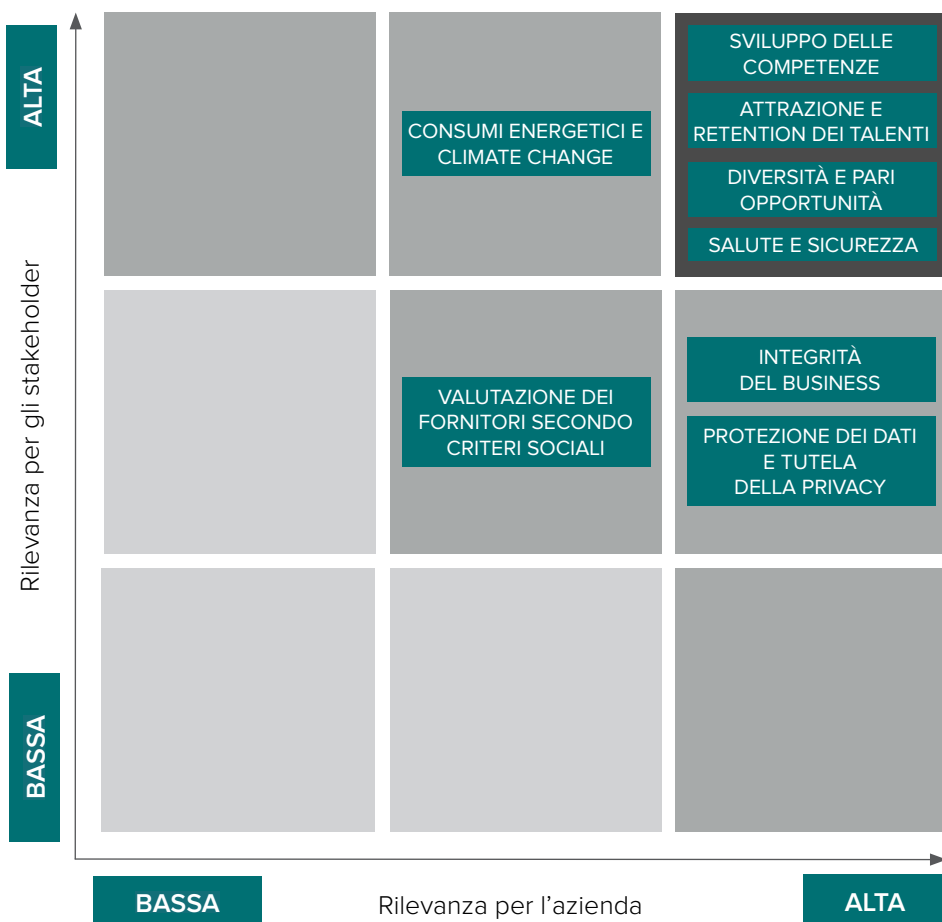 ALTA
Rilevanza per gli stakeholder
BASSA
CONSUMI ENERGETICI E
CLIMATE CHANGE
SVILUPPO DELLE
COMPETENZE
ATTRAZIONE E
RETENTION DEI TALENTI
DIVERSITÀ E PARI
OPPORTUNITÀ
SALUTE E SICUREZZA
VALUTAZIONE DEI
FORNITORI SECONDO
CRITERI SOCIALI
INTEGRITÀ
DEL BUSINESS
PROTEZIONE DEI DATI
E TUTELA
DELLA PRIVACY
BASSA
Rilevanza per l’azienda
ALTA